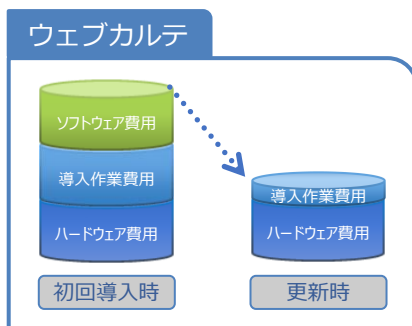 ウェブカルテ
ソフトウェア費用
導入作業費用
ハードウェア費用
初回導入時
導入作業費用
ハードウェア費用
更新時